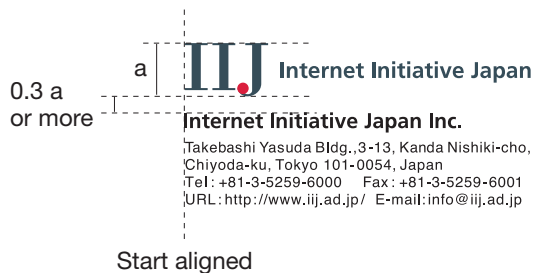 a
IIJ Internet Initiative Japan
0.3 a
or more
Internet Initiative Japan Inc.
Takebashi Yasuda Bldg.,3-13, Kanda Nishiki-cho,
Chiyoda-ku, Tokyo 101-0054, Japan
Tel: +81-3-5259-6000 Fax: +81-3-5259-6001
URL: http://www.iij.ad.jp/ E-mail: info@iij.ad.jp
Start aligned